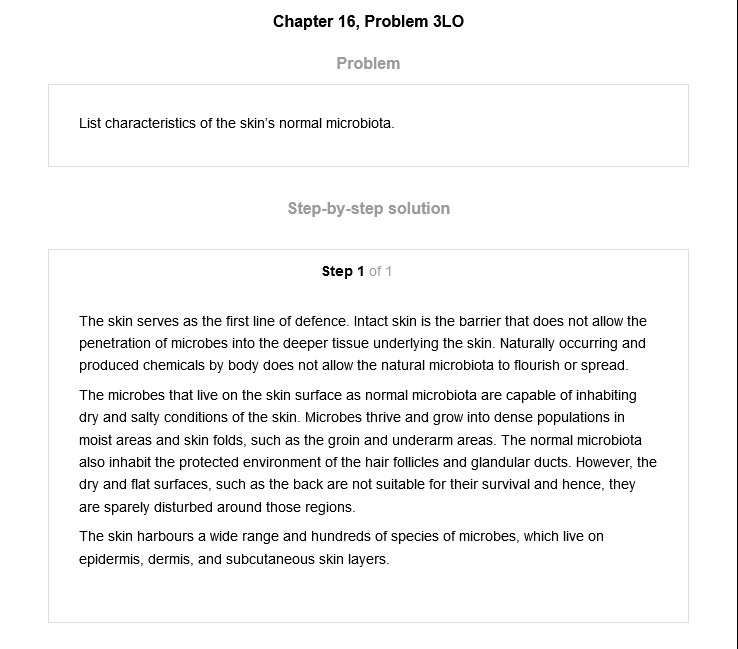 Chapter 16, Problem 3LO
Problem
List characteristics of the skin's normal microbiota.
Step-by-step solution
Step 1 of 1
The skin serves as the first line of defence. Intact skin is the barrier that does not allow the
penetration of microbes into the deeper tissue underlying the skin. Naturally occurring and
produced chemicals by body does not allow the natural microbiota to flourish or spread.
The microbes that live on the skin surface as normal microbiota are capable of inhabiting
dry and salty conditions of the skin. Microbes thrive and grow into dense populations in
moist areas and skin folds, such as the groin and underarm areas. The normal microbiota
also inhabit the protected environment of the hair follicles and glandular ducts. However, the
dry and flat surfaces, such as the back are not suitable for their survival and hence, they
are sparely disturbed around those regions.
The skin harbours a wide range and hundreds of species of microbes, which live on
epidermis, dermis, and subcutaneous skin layers.